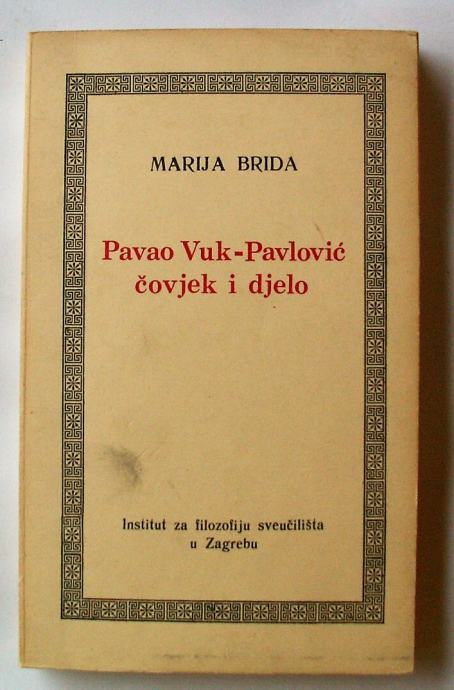 MARIJA BRIDA
Pavao Vuk-Pavlović
čovjek i djelo
Institut za filozofiju sveučilišta
u Zagrebu